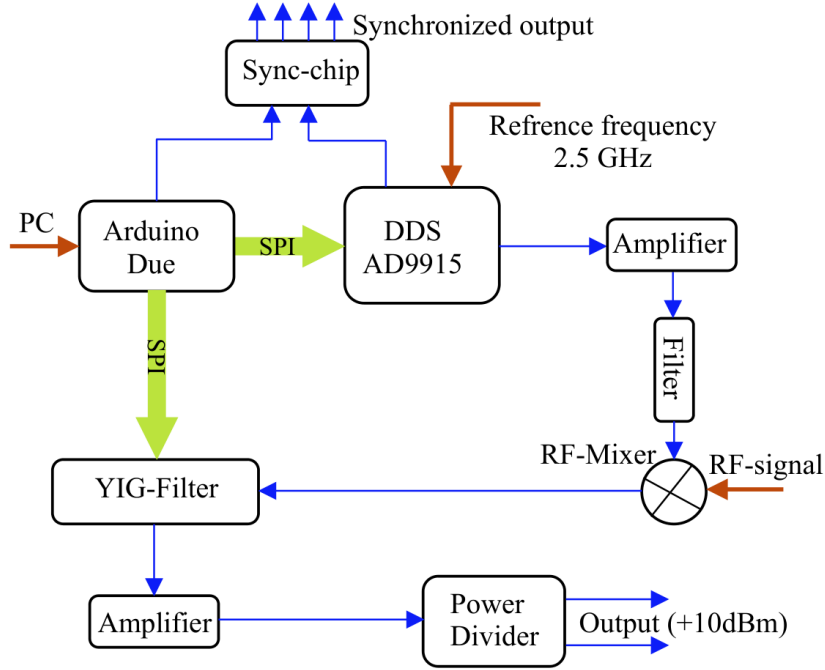 Synchronized output
Sync-chip
Refrence frequency
2.5 GHz
PC
Arduino
Due
SPI
DDS
AD9915
Amplifier
SPI
Filter
RF-Mixer
RF-signal
YIG-Filter
Amplifier
Power
Divider
Output (+10dBm)